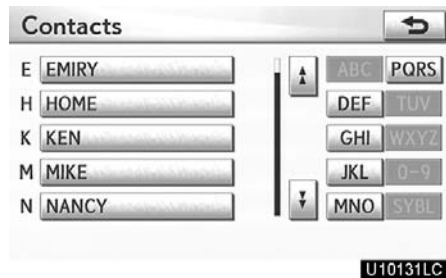 Contacts
E EMIRY ABC PQRS
H HOME DEF TUV
K KEN GHI WXYZ
M MIKE JKL 0-9
N NANCY MNO SYBL
U10131LC